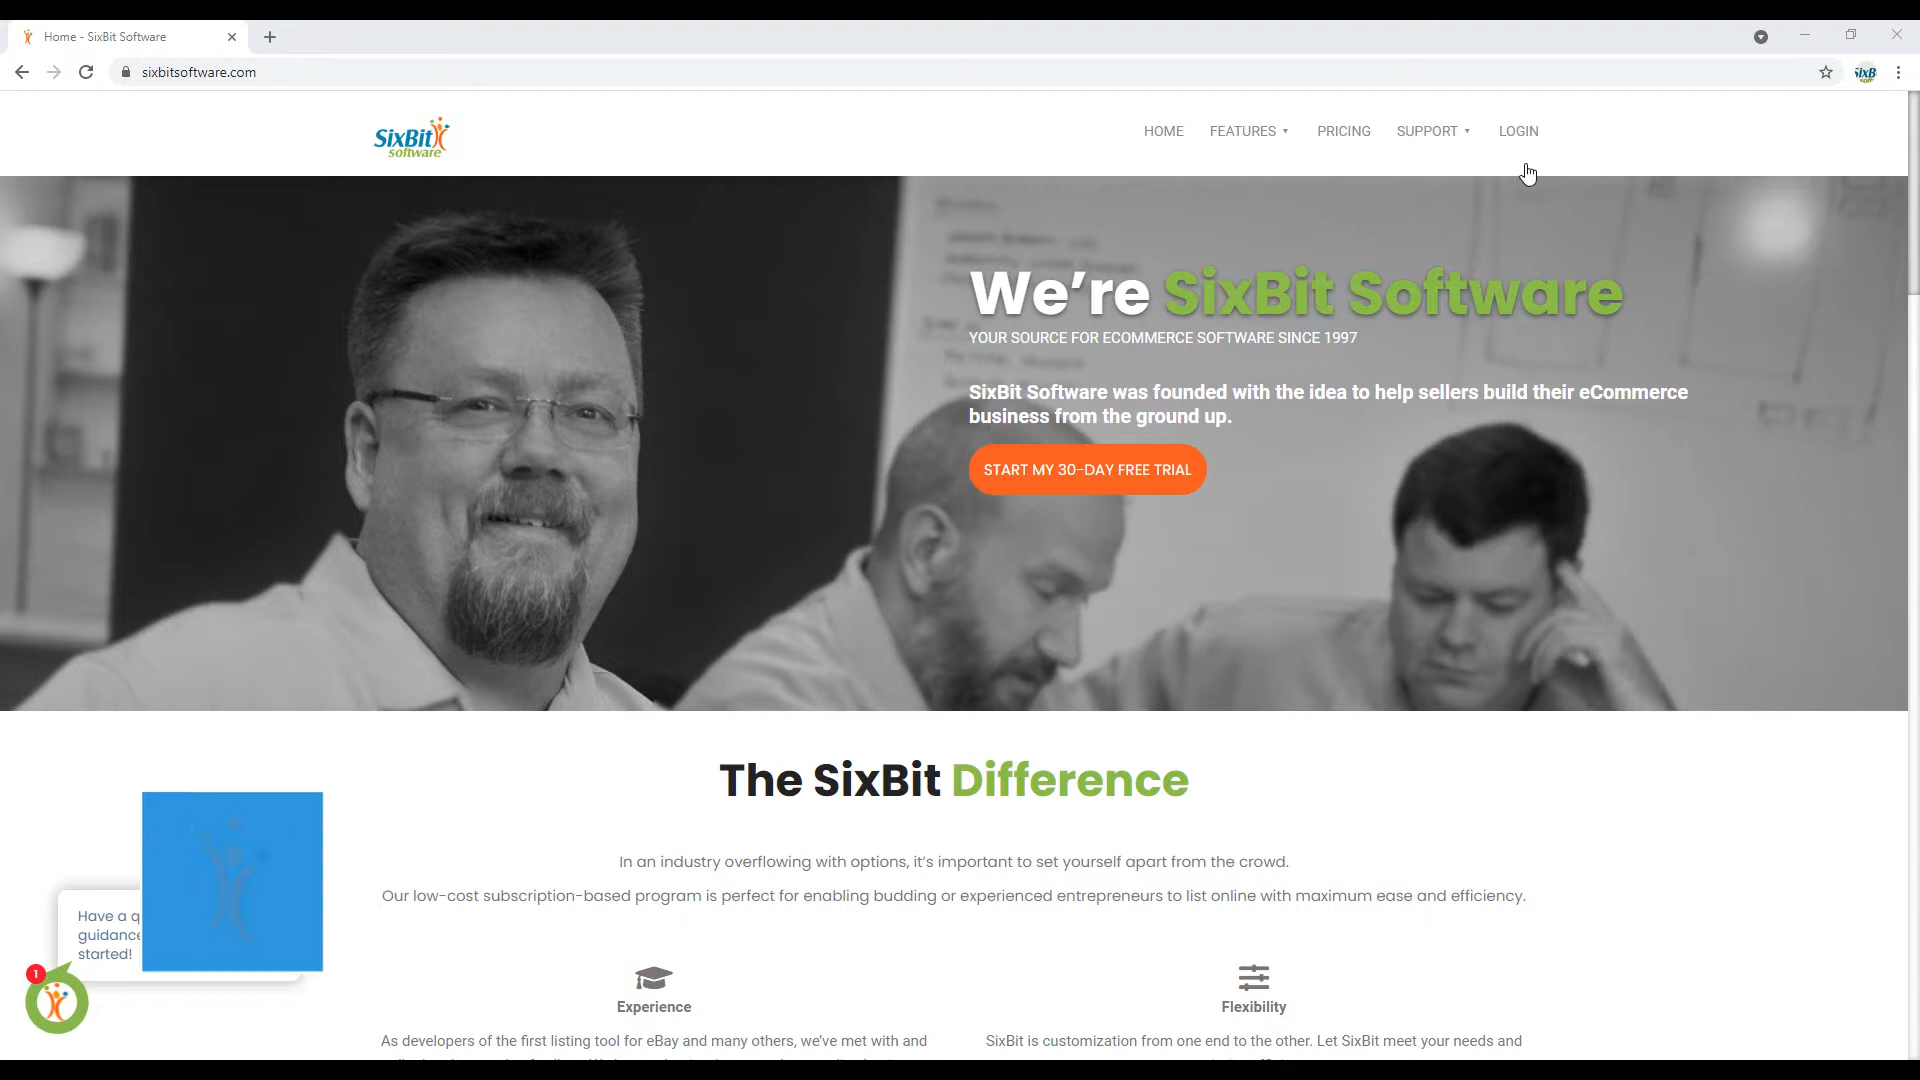 Home - SixBit Software
sixbitsoftware.com
SixB
SixBit
software
HOME FEATURES PRICING SUPPORT LOGIN
We're SixBit Software
YOUR SOURCE FOR ECOMMERCE SOFTWARE SINCE 1997
SixBit Software was founded with the idea to help sellers build their eCommerce
business from the ground up.
START MY 30-DAY FREE TRIAL
The SixBit Difference
In an industry overflowing with options, it's important to set yourself apart from the crowd.
Our low-cost subscription-based program is perfect for enabling budding or experienced entrepreneurs to list online with maximum ease and efficiency.
Have a q
guidance
started!
1
Experience
Flexibility
As developers of the first listing tool for eBay and many others, we've met with and
SixBit is customization from one end to the other. Let SixBit meet your needs and